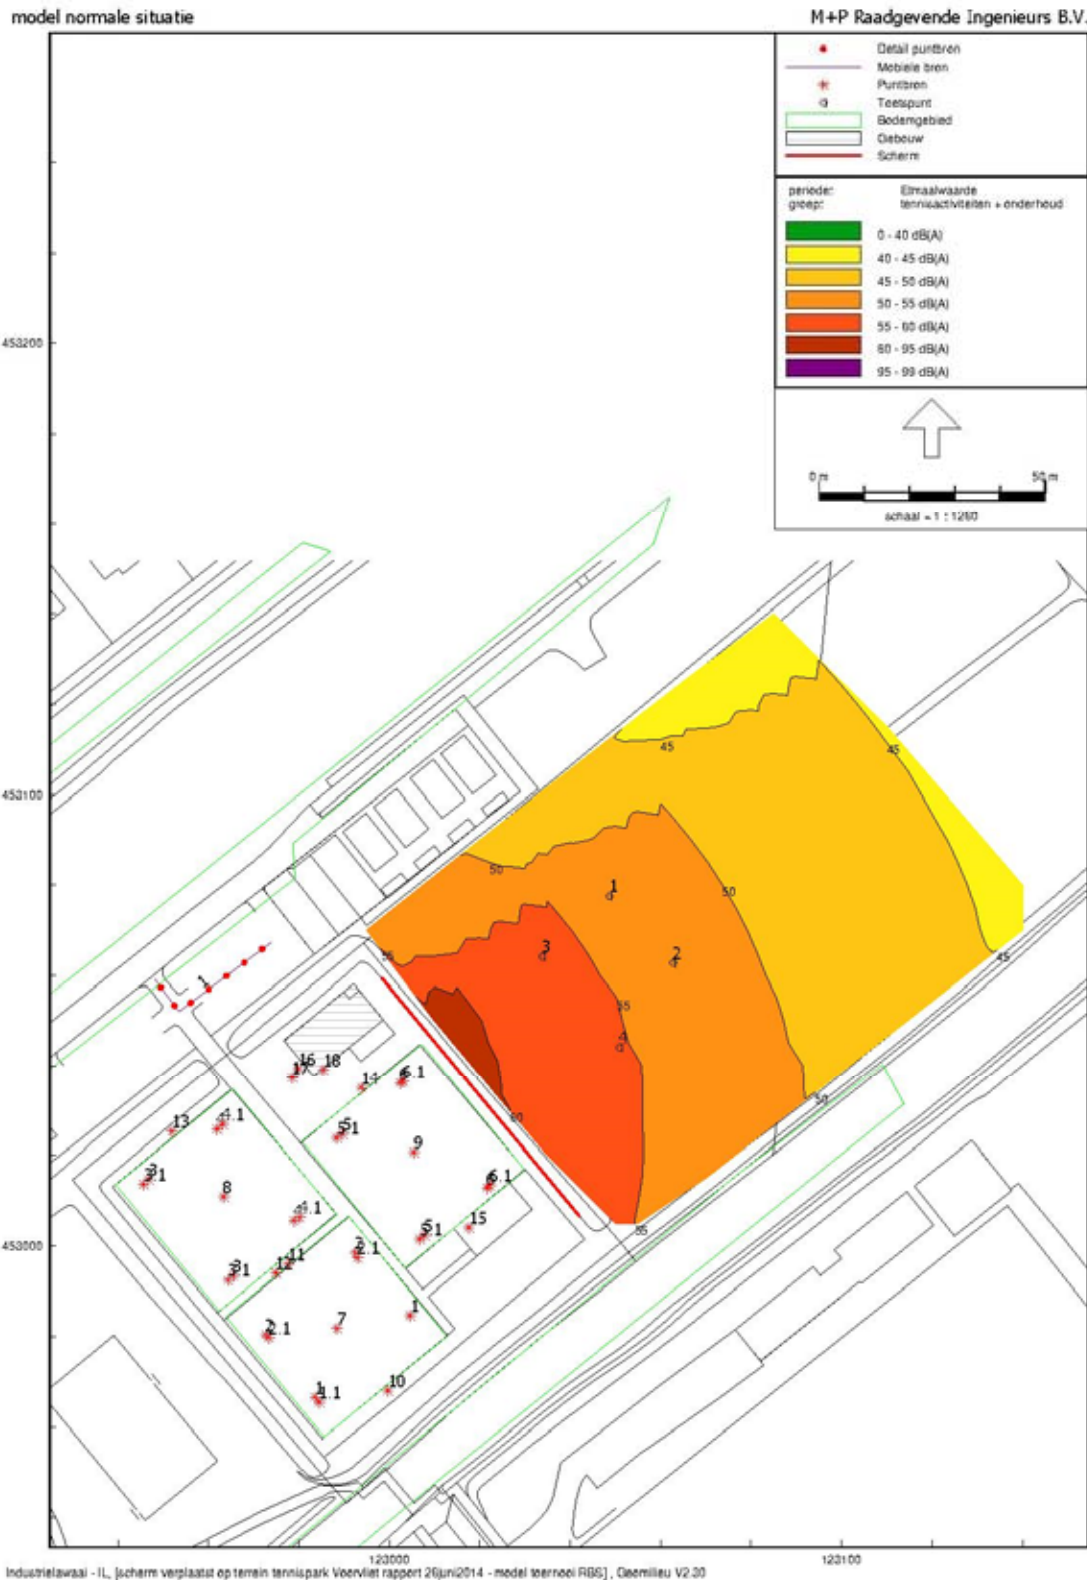 model normale situatie
M+P Raadgevende Ingenieurs B.V.
Detail puntbron
Mobiele bron
Puntbron
Toetspunt
Bodemgebied
Gebouw
Scherm
periode: Etmaalwaarde
groep: tennisactiviteiten + onderhoud
0 - 40 dB(A)
40 - 45 dB(A)
45 - 50 dB(A)
50 - 55 dB(A)
55 - 60 dB(A)
60 - 95 dB(A)
95 - 99 dB(A)
453200
0 m 50 m
schaal = 1 : 1260
45
45
453100
50
1
50
3
2
55
55
4
45
1
16
17
18
14
6.1
50
60
13
4.1
5.1
9
3.1
8
4.1
6.1
5.1
15
55
453000
3.1
12
11
2.1
2.1
7
1
1.1
10
123000
123100
Industrielawaai - IL, [scherm verplaatst op terrein tennispark Voorvliet rapport 26juni2014 - model toernooi RBS] , Geomilieu V2.30